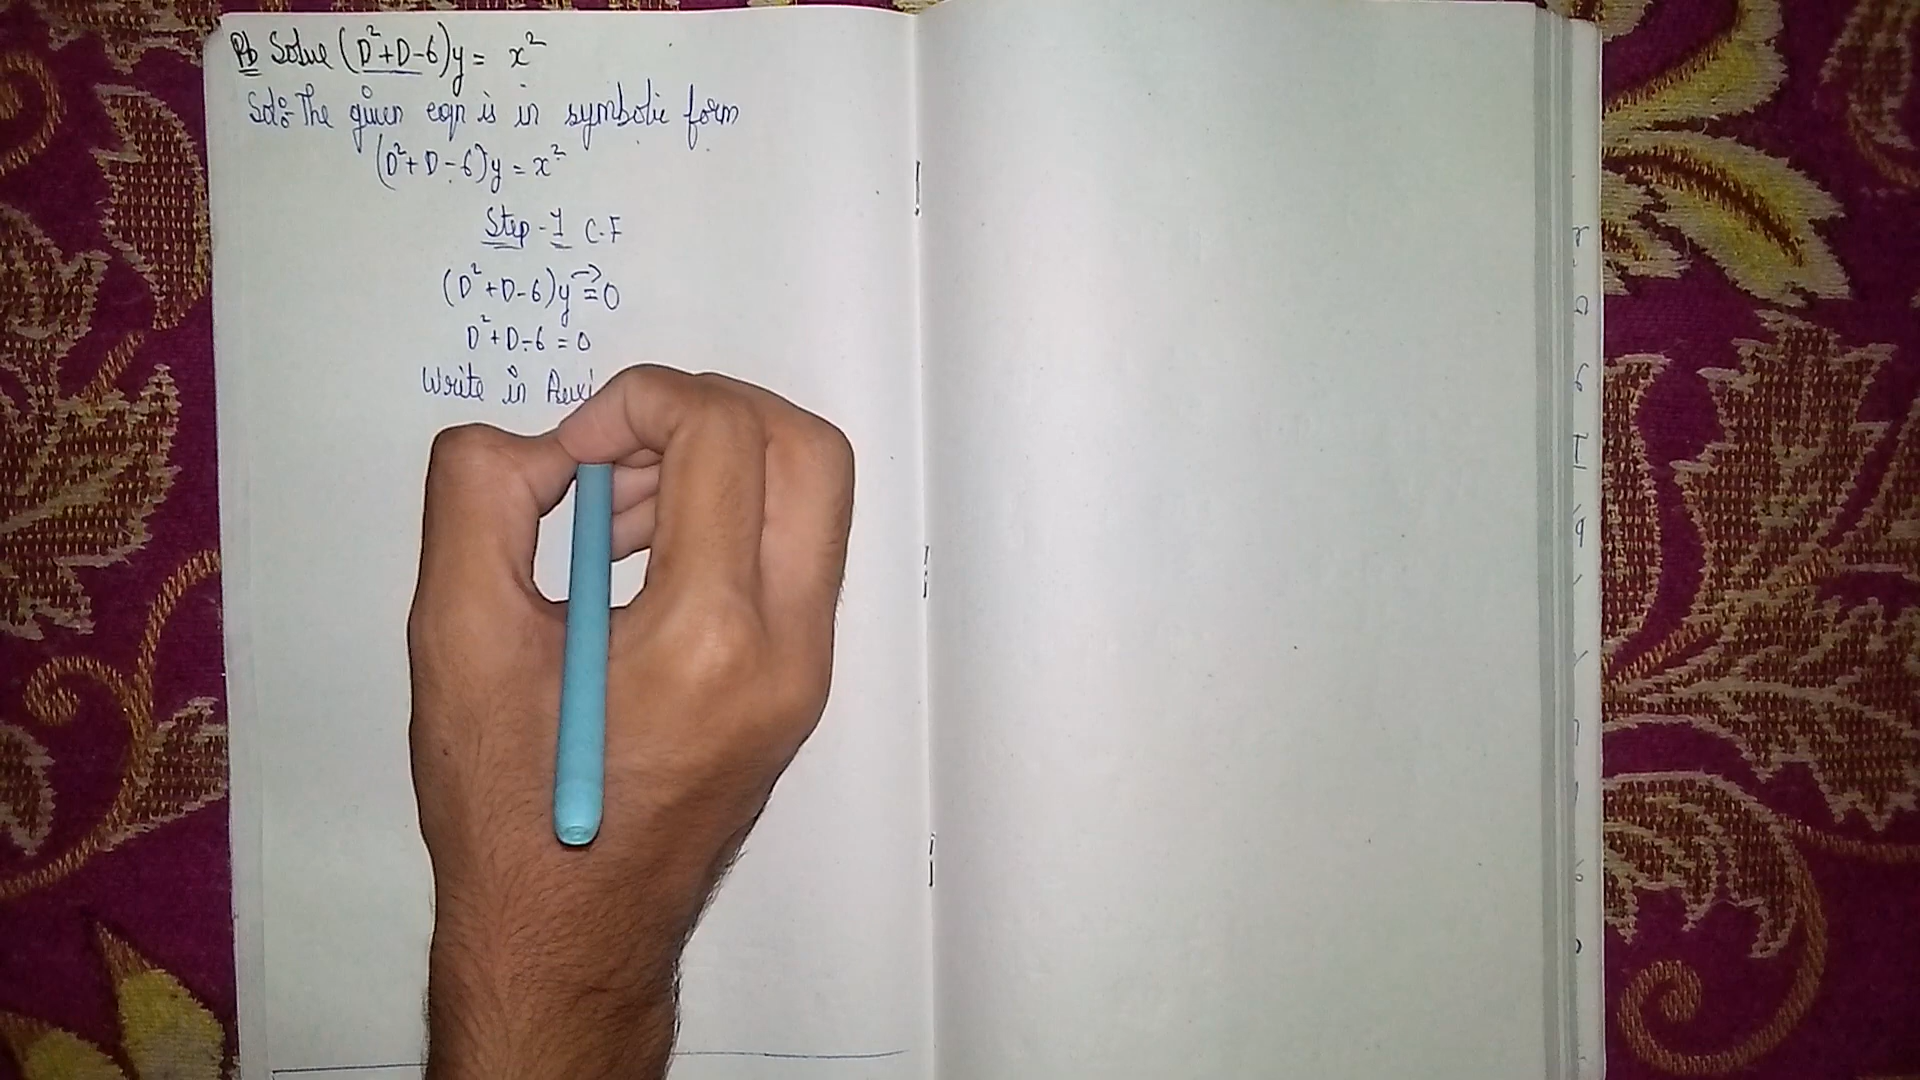 Pb Solve (D²+D-6)y = x²
Sol:- The given eqn is in symbolic form
(D²+D-6)y = x²
Step-1 C.F
(D²+D-6)y = 0
D²+D-6 = 0
Write in Auxi